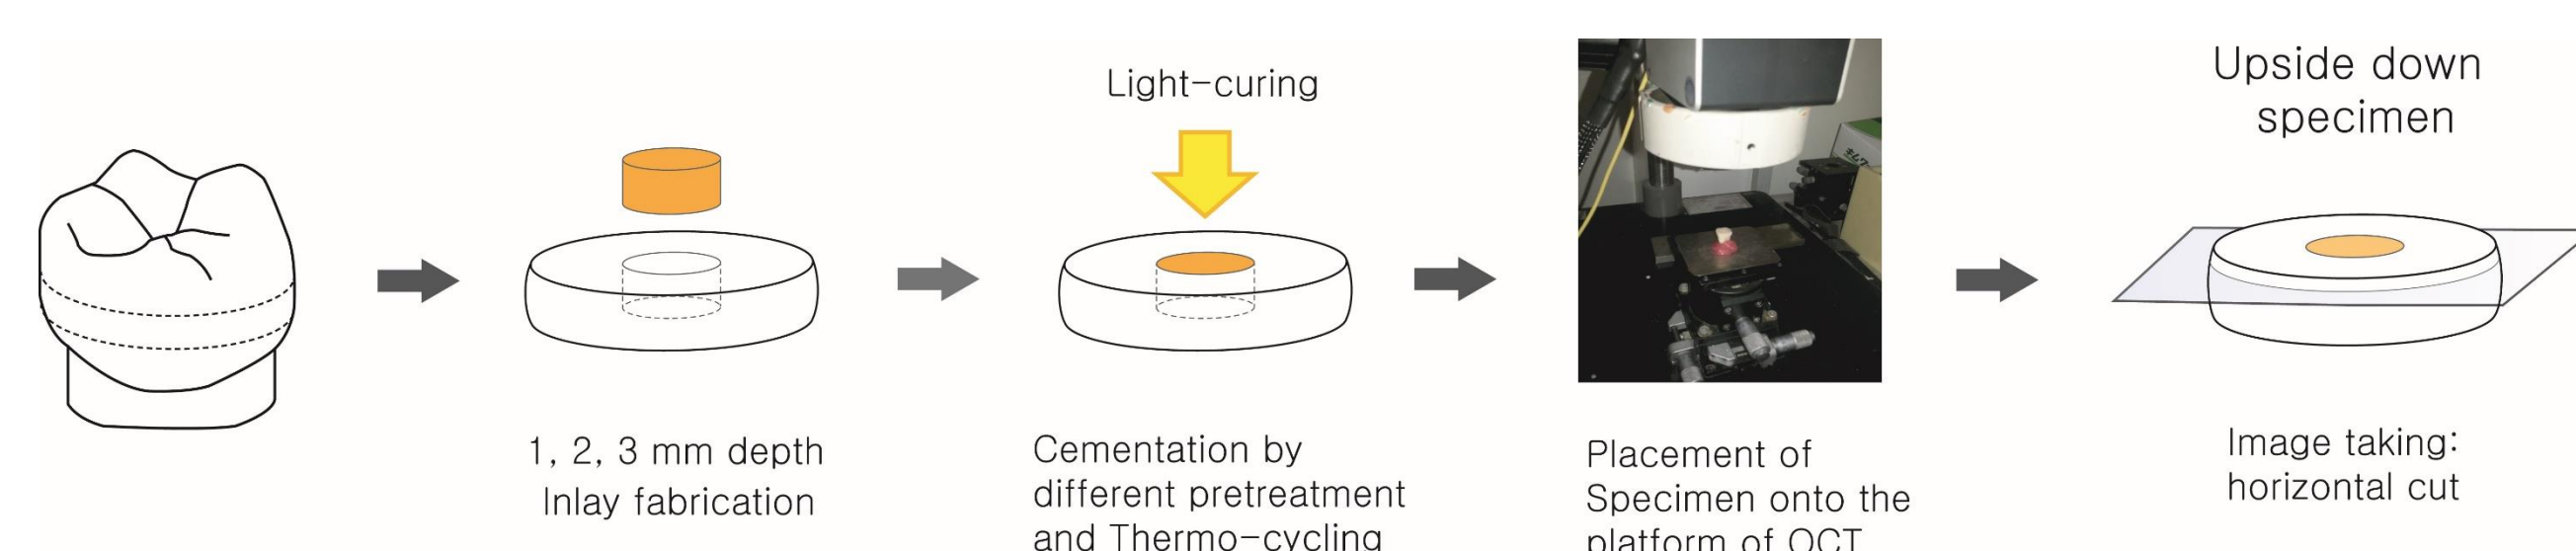 Light-curing
Upside down
specimen
1, 2, 3 mm depth
Inlay fabrication
Cementation by
different pretreatment
and Thermo-cycling
Placement of
Specimen onto the
platform of OCT
Image taking:
horizontal cut